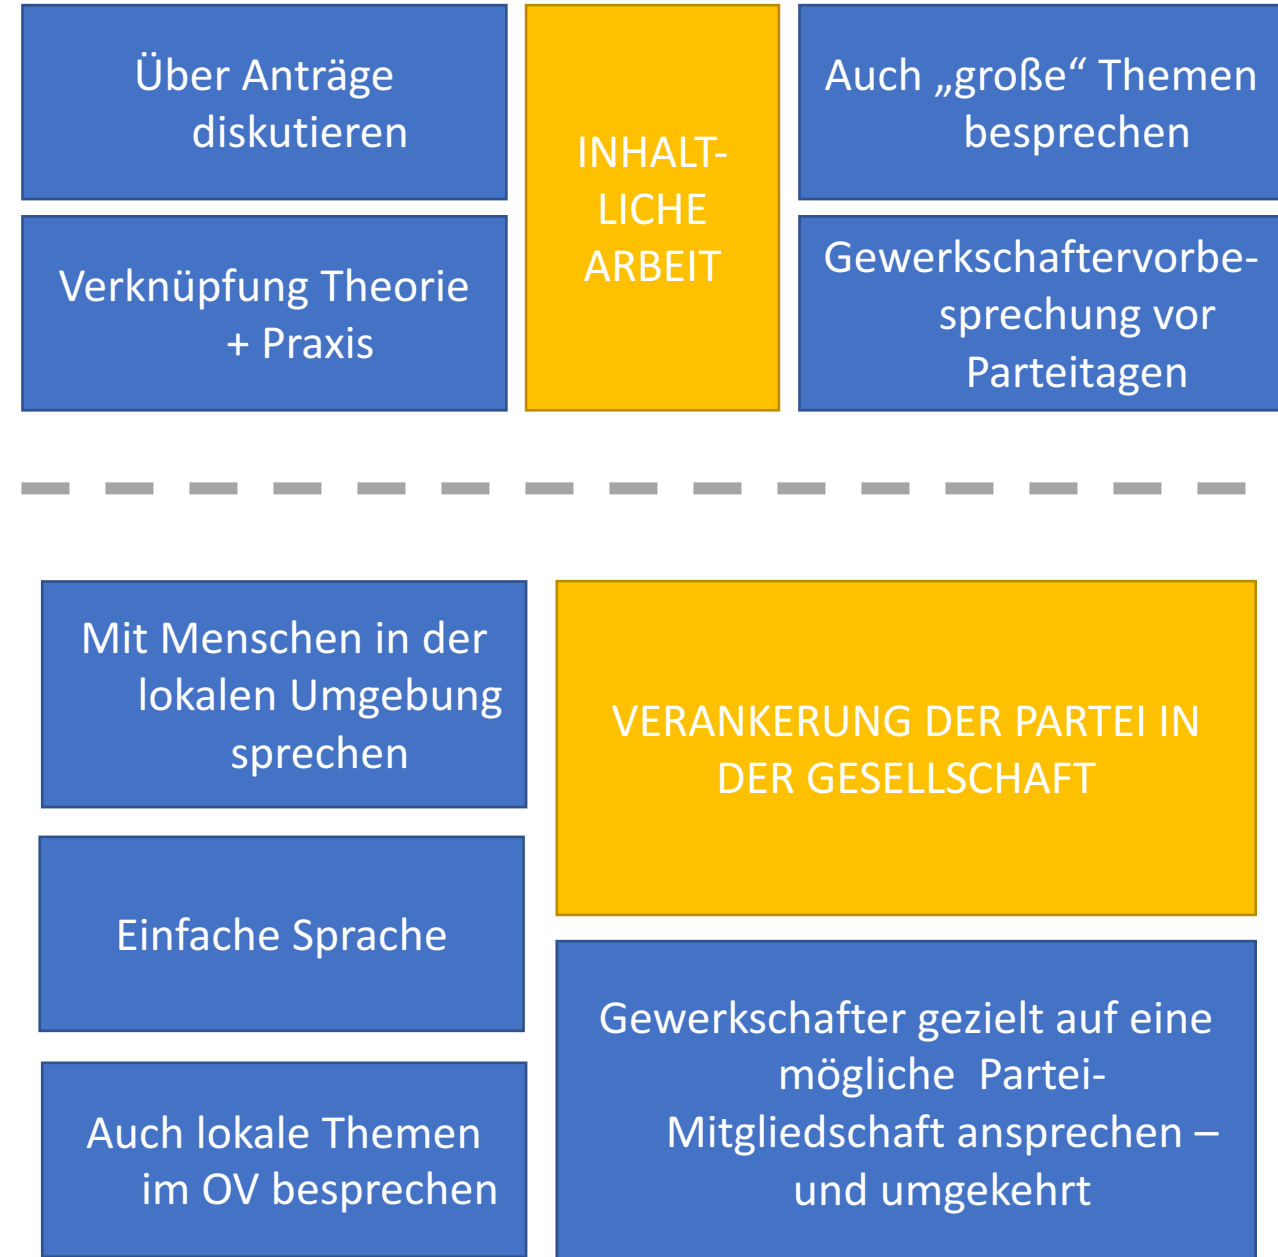 Über Anträge
diskutieren
INHALT-
LICHE
ARBEIT
Auch „große“ Themen
besprechen
Verknüpfung Theorie
+ Praxis
Gewerkschaftervorbe-
sprechung vor
Parteitagen
Mit Menschen in der
lokalen Umgebung
sprechen
VERANKERUNG DER PARTEI IN
DER GESELLSCHAFT
Einfache Sprache
Gewerkschafter gezielt auf eine
mögliche  Partei-
Mitgliedschaft ansprechen –
und umgekehrt
Auch lokale Themen
im OV besprechen